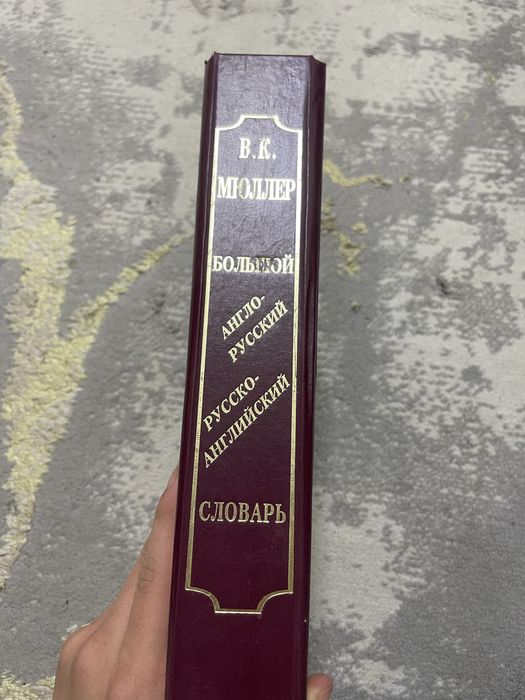 В.К.
МЮЛЛЕР
БОЛЬШОЙ
АНГЛО-
РУССКИЙ
РУССКО-
АНГЛИЙСКИЙ
СЛОВАРЬ